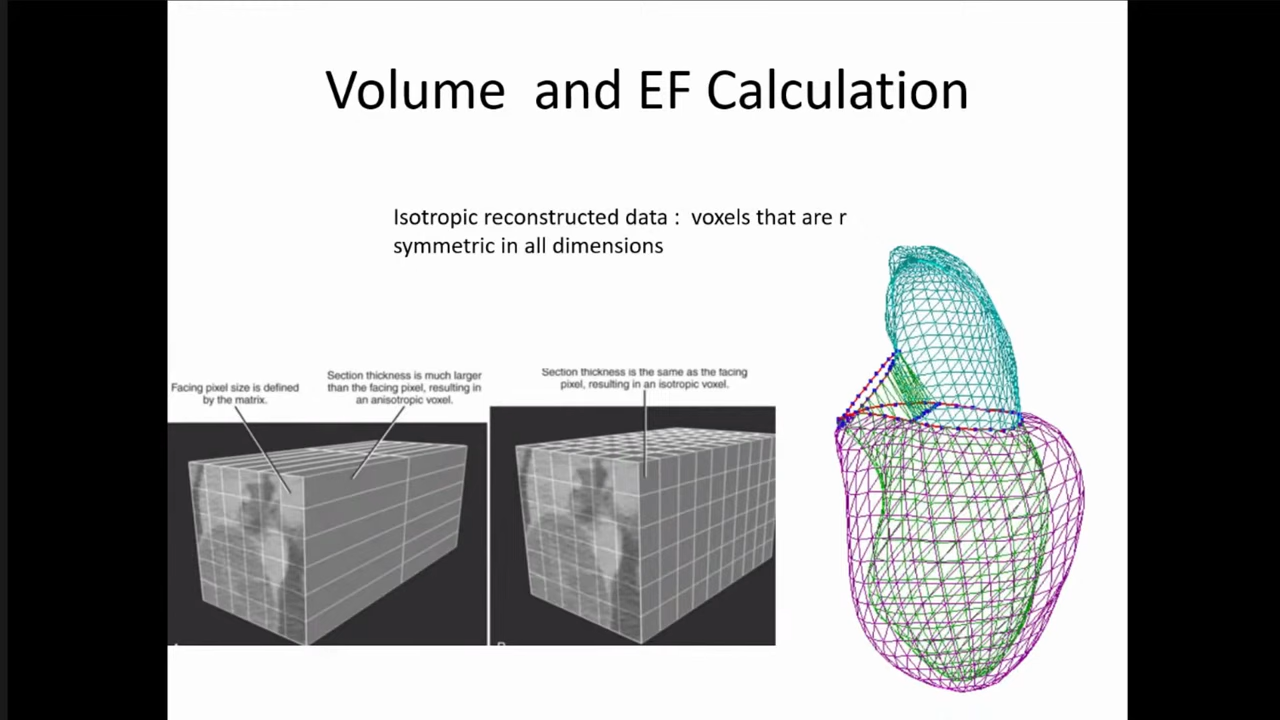 Volume and EF Calculation
Isotropic reconstructed data : voxels that are r
symmetric in all dimensions
Facing pixel size is defined
by the matrix.
Section thickness is much larger
than the facing pixel, resulting in
an anisotropic voxel.
Section thickness is the same as the facing
pixel, resulting in an isotropic voxel.